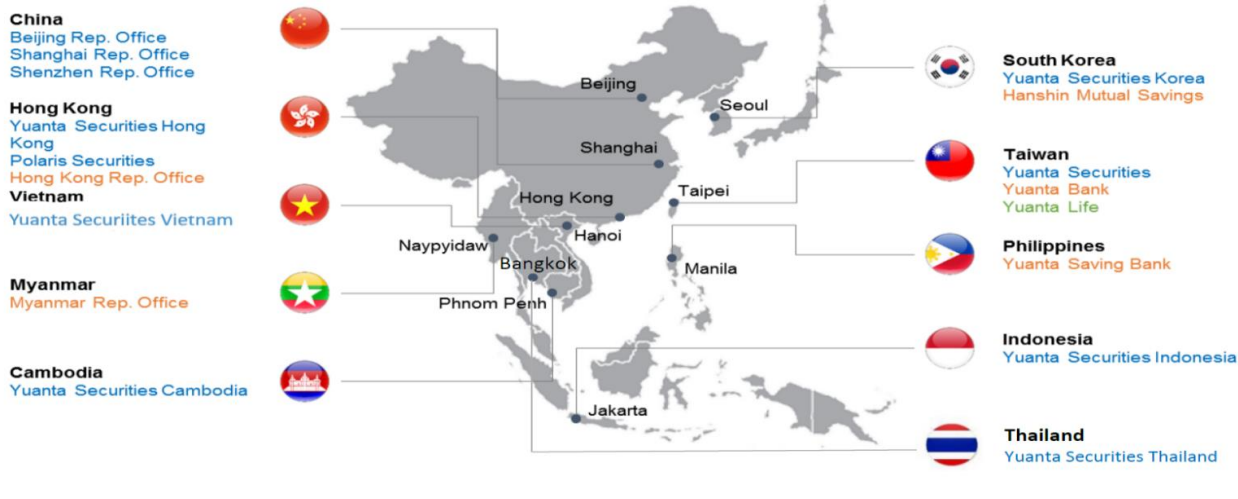 China
Beijing Rep. Office
Shanghai Rep. Office
Shenzhen Rep. Office
Hong Kong
Yuanta Securities Hong
Kong
Polaris Securities
Hong Kong Rep. Office
Vietnam
Yuanta Securiites Vietnam
Myanmar
Myanmar Rep. Office
Cambodia
Yuanta Securities Cambodia
Beijing
Seoul
Shanghai
Taipei
Hong Kong
Hanoi
Naypyidaw
Bangkok
Manila
Phnom Penh
Jakarta
South Korea
Yuanta Securities Korea
Hanshin Mutual Savings
Taiwan
Yuanta Securities
Yuanta Bank
Yuanta Life
Philippines
Yuanta Saving Bank
Indonesia
Yuanta Securities Indonesia
Thailand
Yuanta Securities Thailand